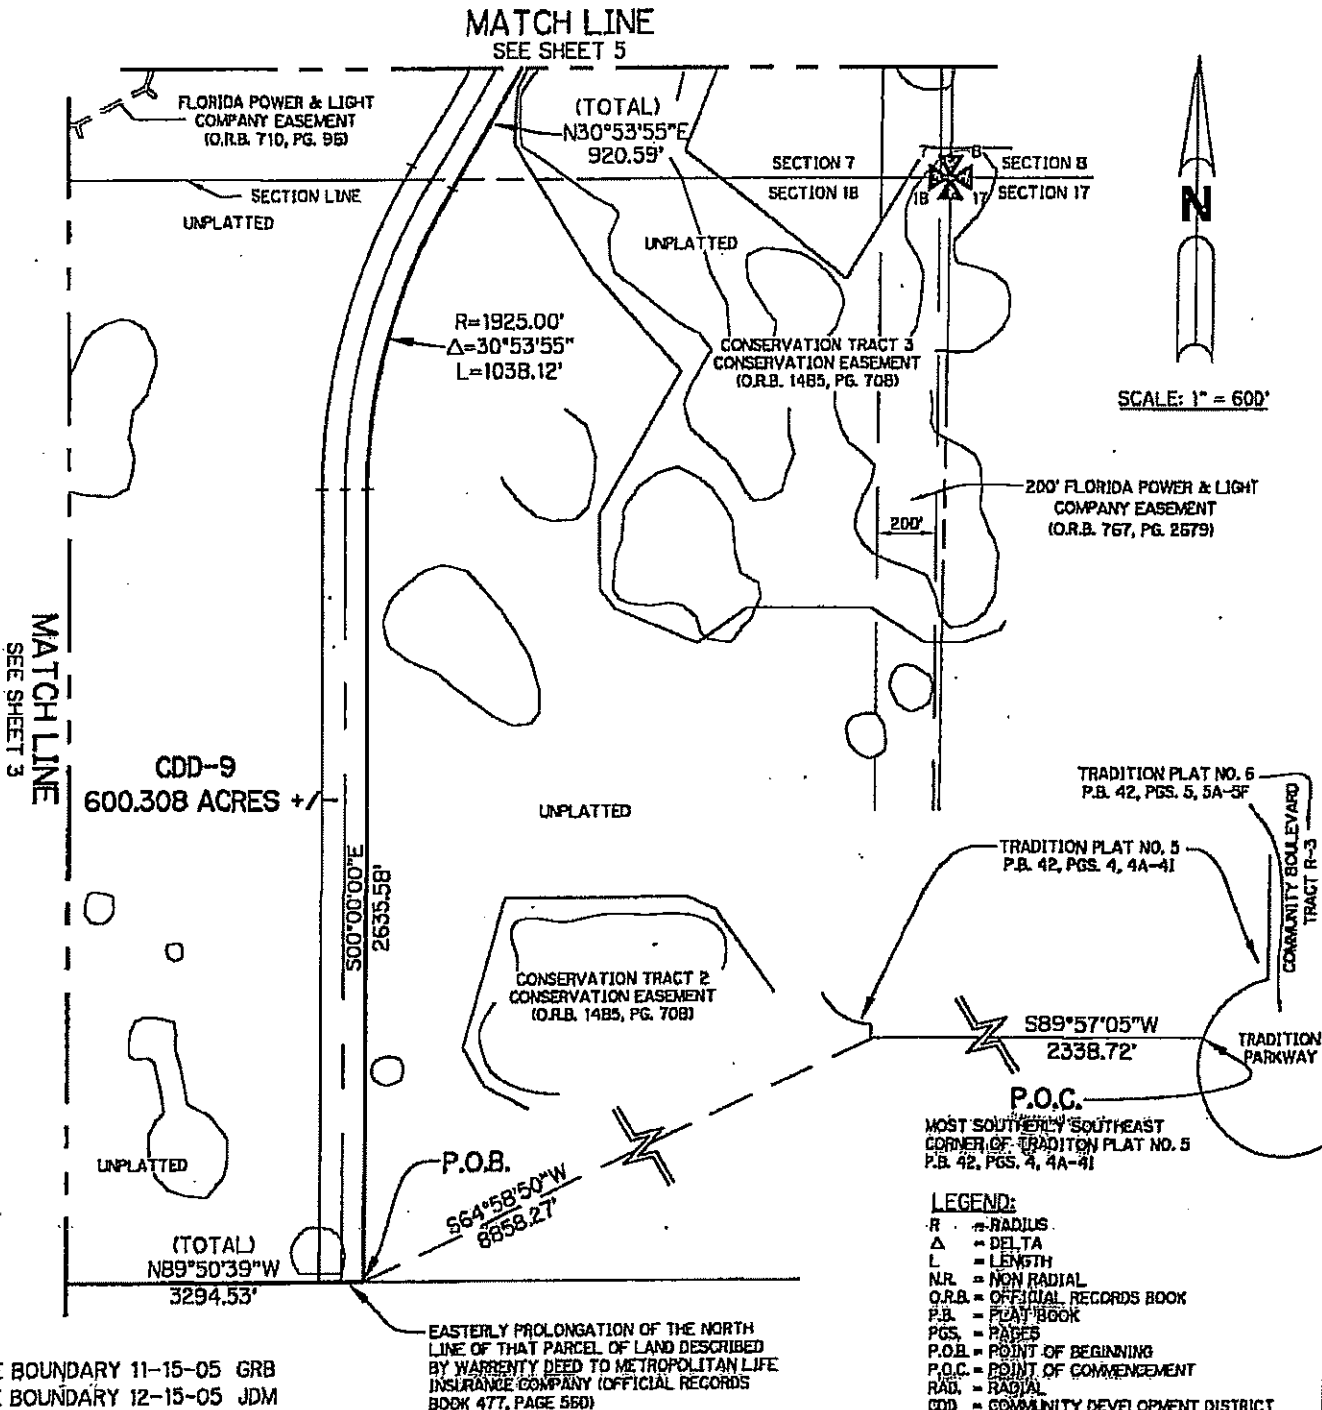 MATCH LINE
SEE SHEET 5
FLORIDA POWER & LIGHT
COMPANY EASEMENT
(O.R.B. 710, PG. 96)
(TOTAL)
N30°53'55"E
920.59'
SECTION LINE
UNPLATTED
SECTION 7
SECTION 18
7
8
18
17
SECTION 8
SECTION 17
N
SCALE: 1" = 600'
UNPLATTED
R=1925.00'
Δ=30°53'55"
L=1038.12'
CONSERVATION TRACT 3
CONSERVATION EASEMENT
(O.R.B. 1485, PG. 708)
200' FLORIDA POWER & LIGHT
COMPANY EASEMENT
(O.R.B. 767, PG. 2679)
200'
MATCH LINE
SEE SHEET 3
CDD-9
600.308 ACRES +/-
UNPLATTED
S00°00'00"E
2635.58'
TRADITION PLAT NO. 6
P.B. 42, PGS. 5, 5A-5F
TRADITION PLAT NO. 5
P.B. 42, PGS. 4, 4A-4I
COMMUNITY BOULEVARD
TRACT R-3
CONSERVATION TRACT 2
CONSERVATION EASEMENT
(O.R.B. 1485, PG. 708)
S89°57'05"W
2338.72'
TRADITION
PARKWAY
P.O.C.
MOST SOUTHERLY SOUTHEAST
CORNER OF TRADITON PLAT NO. 5
P.B. 42, PGS. 4, 4A-4I
UNPLATTED
P.O.B.
S64°58'50"W
8858.27'
(TOTAL)
N89°50'39"W
3294.53'
EASTERLY PROLONGATION OF THE NORTH
LINE OF THAT PARCEL OF LAND DESCRIBED
BY WARRENTY DEED TO METROPOLITAN LIFE
INSURANCE COMPANY (OFFICIAL RECORDS
BOOK 477, PAGE 560)
LEGEND:
R = RADIUS
Δ = DELTA
L = LENGTH
N.R. = NON RADIAL
O.R.B. = OFFICIAL RECORDS BOOK
P.B. = PLAT BOOK
PGS. = PAGES
P.O.B. = POINT OF BEGINNING
P.O.C. = POINT OF COMMENCEMENT
RAD. = RADIAL
CDD = COMMUNITY DEVELOPMENT DISTRICT
E BOUNDARY 11-15-05 GRB
E BOUNDARY 12-15-05 JDM